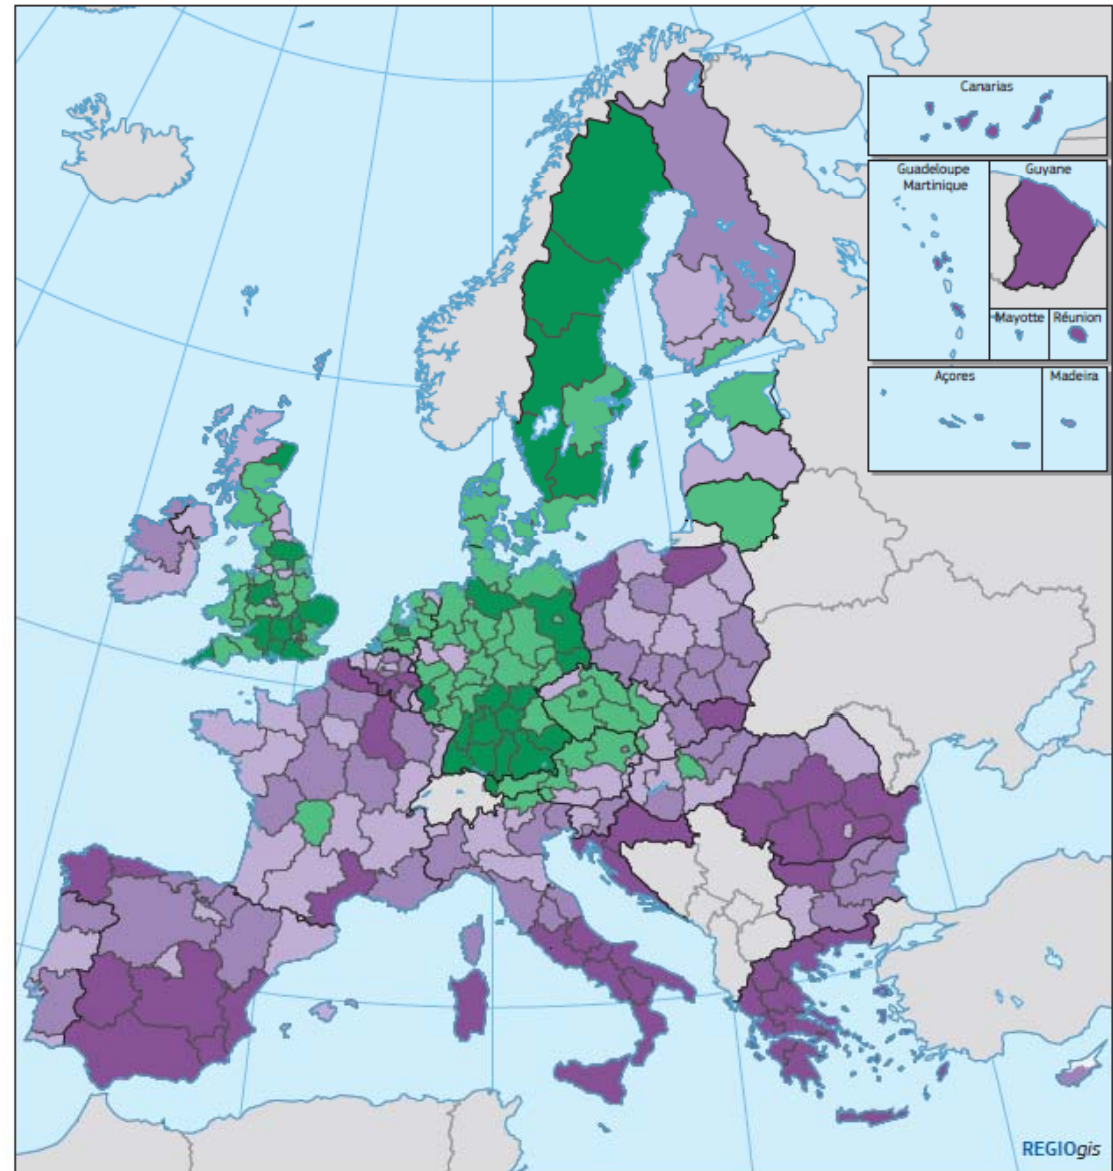 Canarias
Guadeloupe
Martinique
Guyane
Mayotte
Réunion
Açores
Madeira
REGIOgis